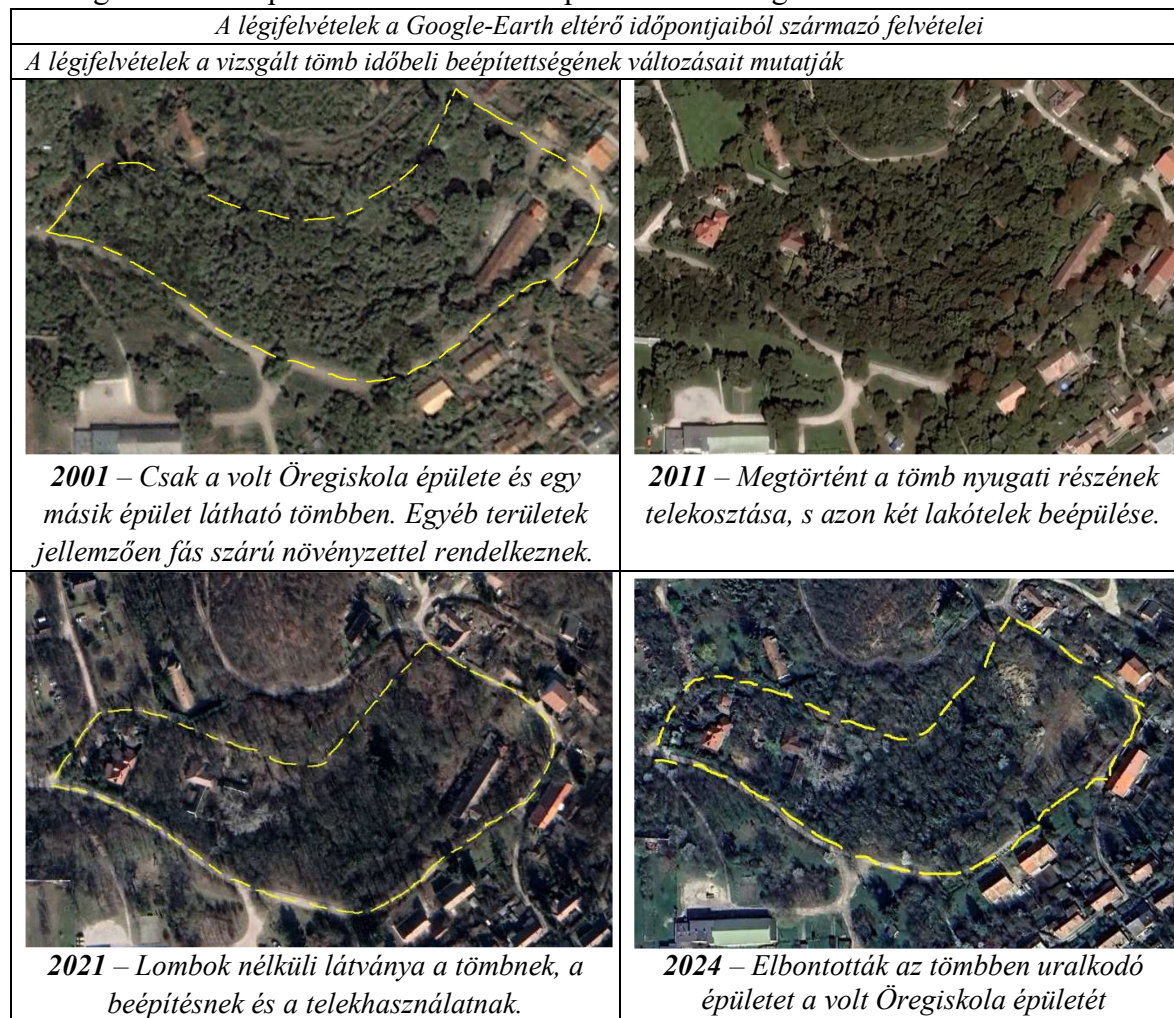 A légifelvételek a Google-Earth eltérő időpontjaiból származó felvételei
A légifelvételek a vizsgált tömb időbeli beépítettségének változásait mutatják
2001 – Csak a volt Öregiskola épülete és egy
másik épület látható tömbben. Egyéb területek
jellemzően fás szárú növényzettel rendelkeznek.
2011 – Megtörtént a tömb nyugati részének
telekosztása, s azon két lakótelek beépülése.
2021 – Lombok nélküli látványa a tömbnek, a
beépítésnek és a telekhasználatnak.
2024 – Elbontották az tömbben uralkodó
épületet a volt Öregiskola épületét